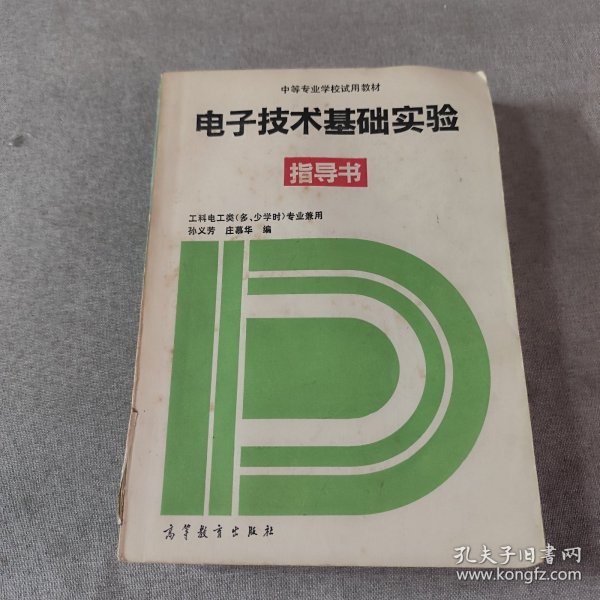 中等专业学校试用教材
电子技术基础实验
指导书
工科电工类(多、少学时)专业兼用
孙义芳 庄慕华 编
高等教育出版社
孔夫子旧书网
www.kongfz.com